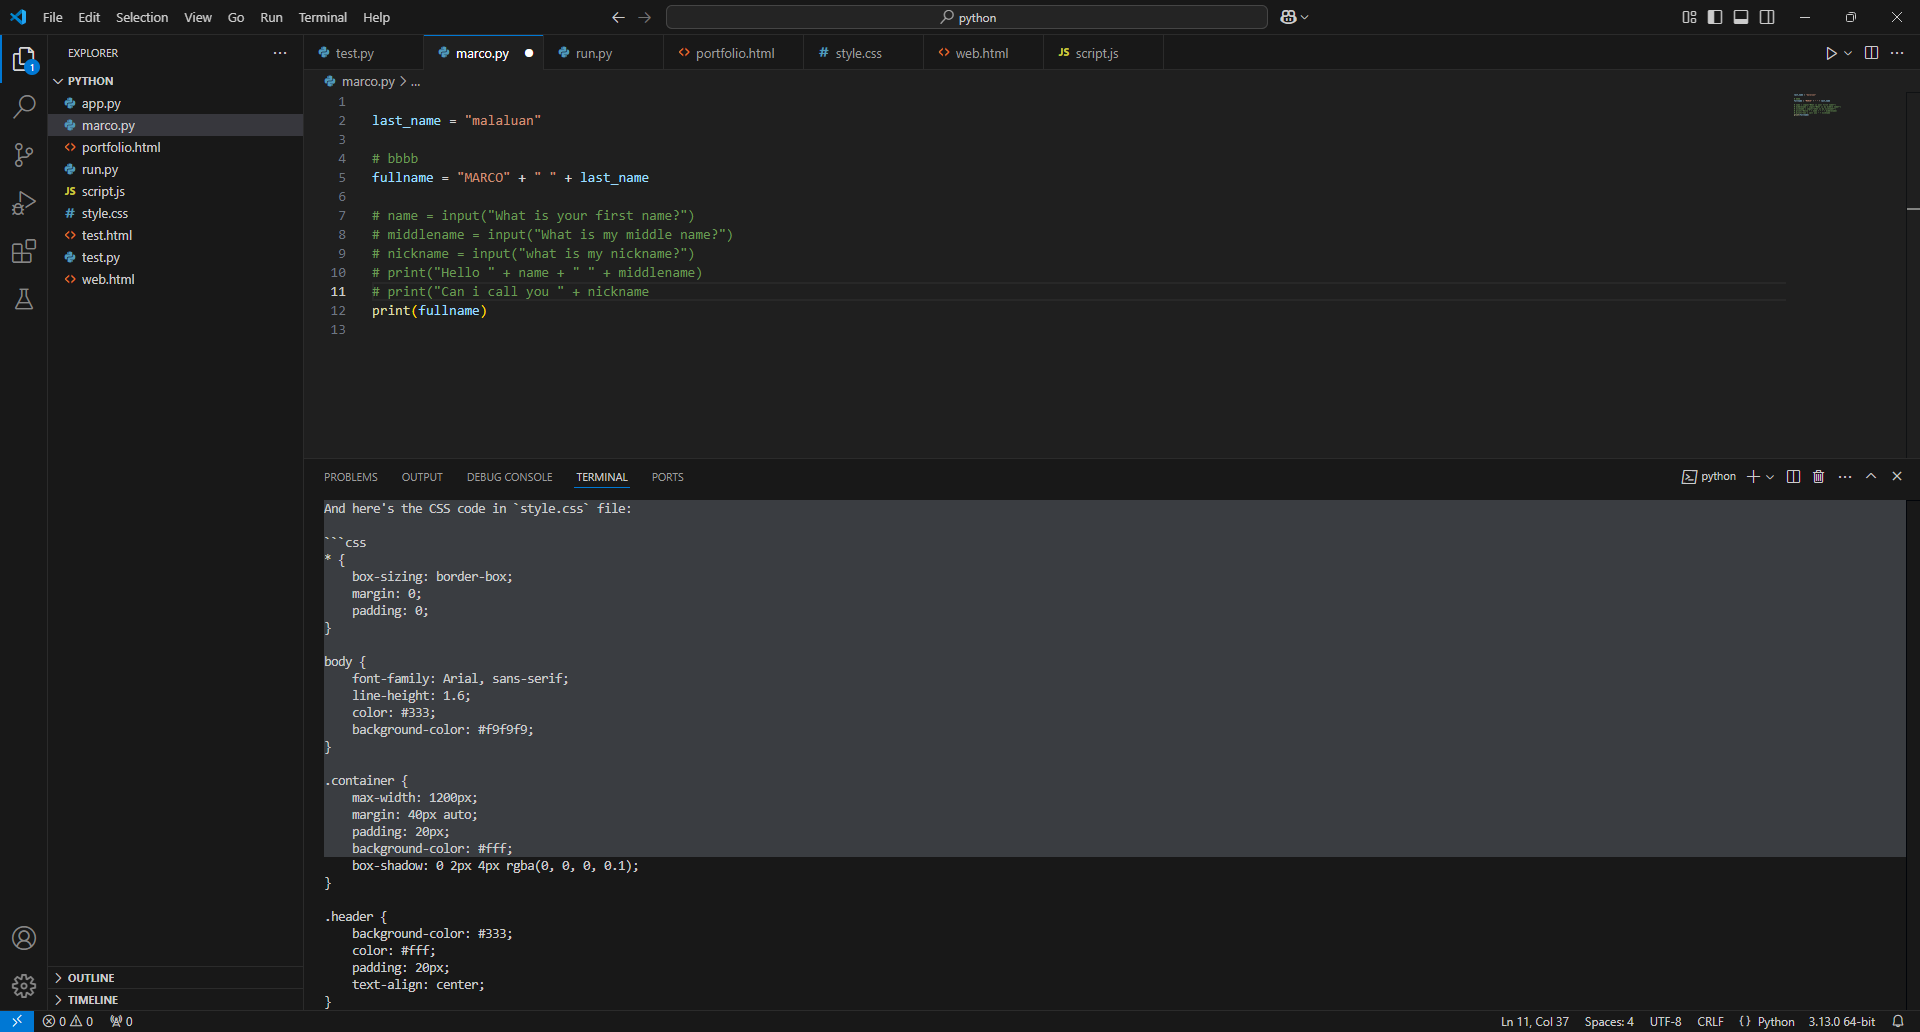 File Edit Selection View Go Run Terminal Help
python
EXPLORER
1
PYTHON
app.py
marco.py
portfolio.html
run.py
JS script.js
# style.css
test.html
test.py
web.html
OUTLINE
TIMELINE
test.py marco.py run.py portfolio.html # style.css web.html JS script.js
marco.py > ...
1
2 last_name = "malaluan"
3
4 # bbbb
5 fullname = "MARCO" + " " + last_name
6
7 # name = input("What is your first name?")
8 # middlename = input("What is my middle name?")
9 # nickname = input("what is my nickname?")
10 # print("Hello " + name + " " + middlename)
11 # print("Can i call you " + nickname
12 print(fullname)
13
PROBLEMS OUTPUT DEBUG CONSOLE TERMINAL PORTS
python
And here's the CSS code in `style.css` file:
```css
* {
box-sizing: border-box;
margin: 0;
padding: 0;
}
body {
font-family: Arial, sans-serif;
line-height: 1.6;
color: #333;
background-color: #f9f9f9;
}
.container {
max-width: 1200px;
margin: 40px auto;
padding: 20px;
background-color: #fff;
box-shadow: 0 2px 4px rgba(0, 0, 0, 0.1);
}
.header {
background-color: #333;
color: #fff;
padding: 20px;
text-align: center;
}
0 0 0
Ln 11, Col 37 Spaces: 4 UTF-8 CRLF {} Python 3.13.0 64-bit